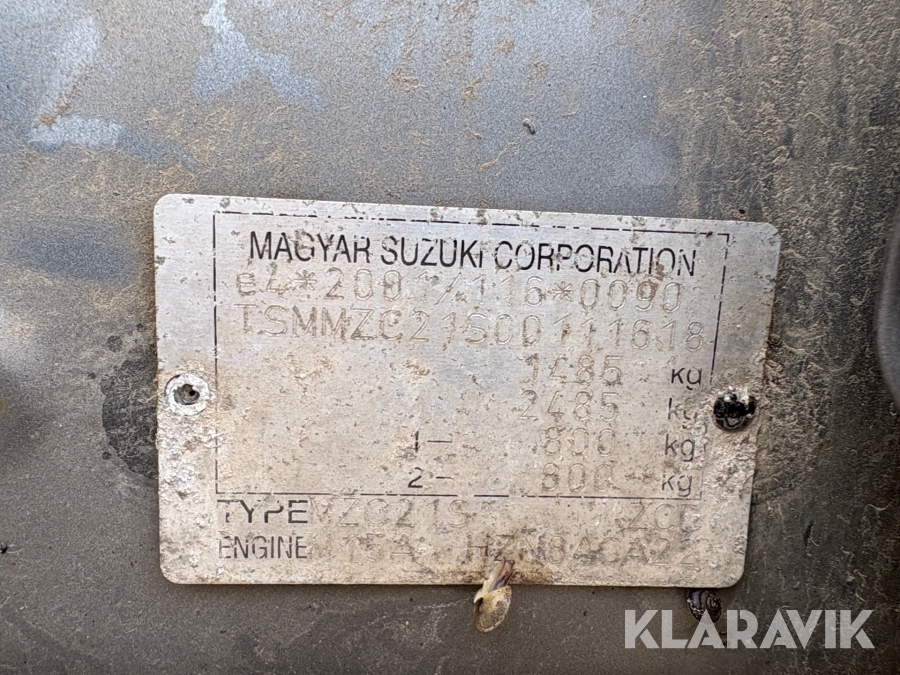 MAGYAR SUZUKI CORPORATION
e4*2001/116*0090
TSMMZC21S00111618
1485 kg
2485 kg
1- 800 kg
2- 800 kg
TYPE MZC21S
ENGINE M15A
KLARAVIK